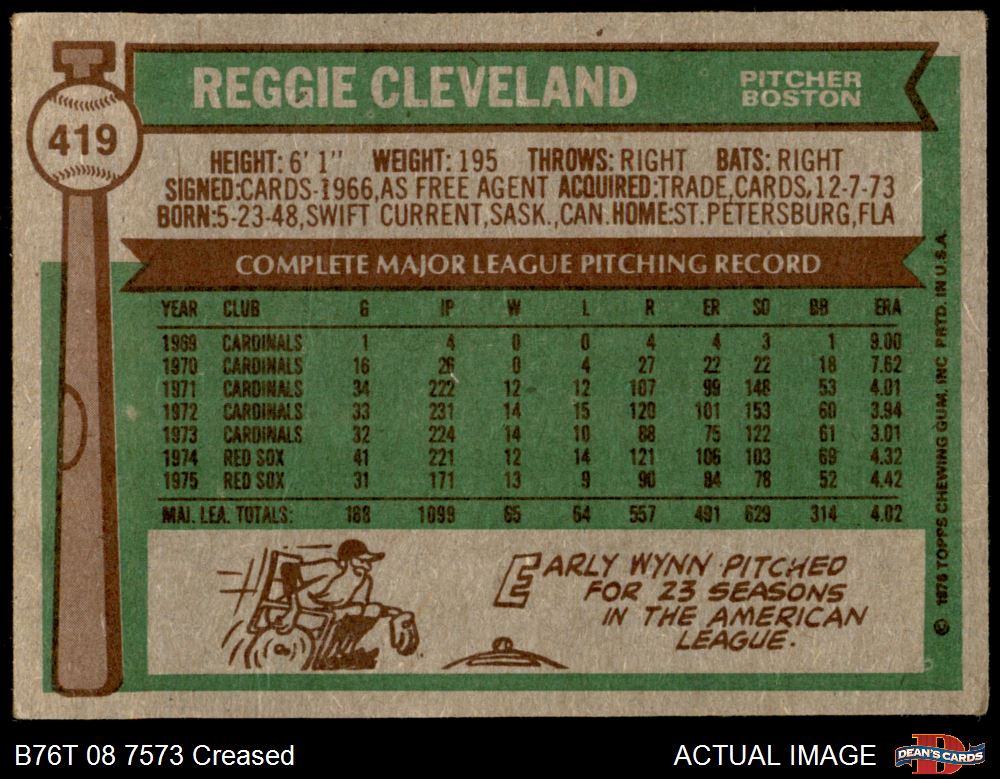 REGGIE CLEVELAND
PITCHER
BOSTON
419
HEIGHT: 6' 1" WEIGHT: 195 THROWS: RIGHT BATS: RIGHT
SIGNED:CARDS-1966,AS FREE AGENT ACQUIRED:TRADE,CARDS,12-7-73
BORN:5-23-48,SWIFT CURRENT,SASK.,CAN. HOME:ST. PETERSBURG,FLA
COMPLETE MAJOR LEAGUE PITCHING RECORD
YEAR CLUB G IP W L R ER SO BB ERA
1969 CARDINALS 1 4 0 0 4 4 3 1 9.00
1970 CARDINALS 16 26 0 4 27 22 22 18 7.62
1971 CARDINALS 34 222 12 12 107 99 148 53 4.01
1972 CARDINALS 33 231 14 15 120 101 153 60 3.94
1973 CARDINALS 32 224 14 10 88 75 122 61 3.01
1974 RED SOX 41 221 12 14 121 106 103 69 4.32
1975 RED SOX 31 171 13 9 90 84 78 52 4.42
MAJ. LEA. TOTALS: 188 1099 65 64 557 491 629 314 4.02
EARLY WYNN PITCHED
FOR 23 SEASONS
IN THE AMERICAN
LEAGUE.
© 1976 TOPPS CHEWING GUM, INC. PRTD. IN U.S.A.
B76T 08 7573 Creased
ACTUAL IMAGE
DEAN'S CARDS